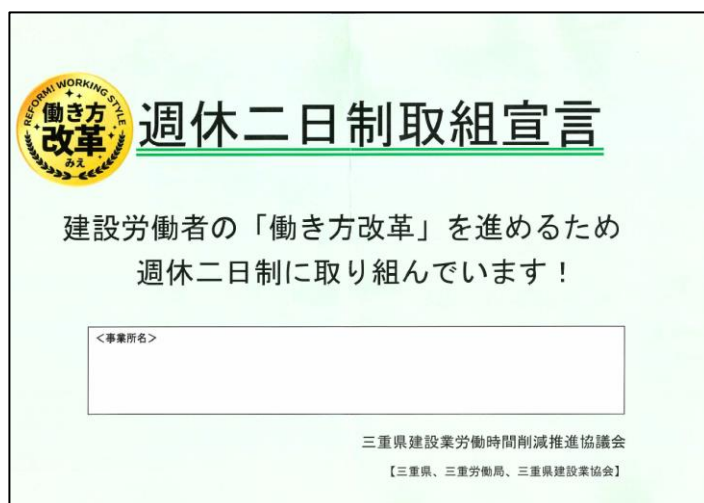 REFORM! WORKING STYLE
働き方
改革
みえ
週休二日制取組宣言
建設労働者の「働き方改革」を進めるため
週休二日制に取り組んでいます！
＜事業所名＞
三重県建設業労働時間削減推進協議会
【三重県、三重労働局、三重県建設業協会】